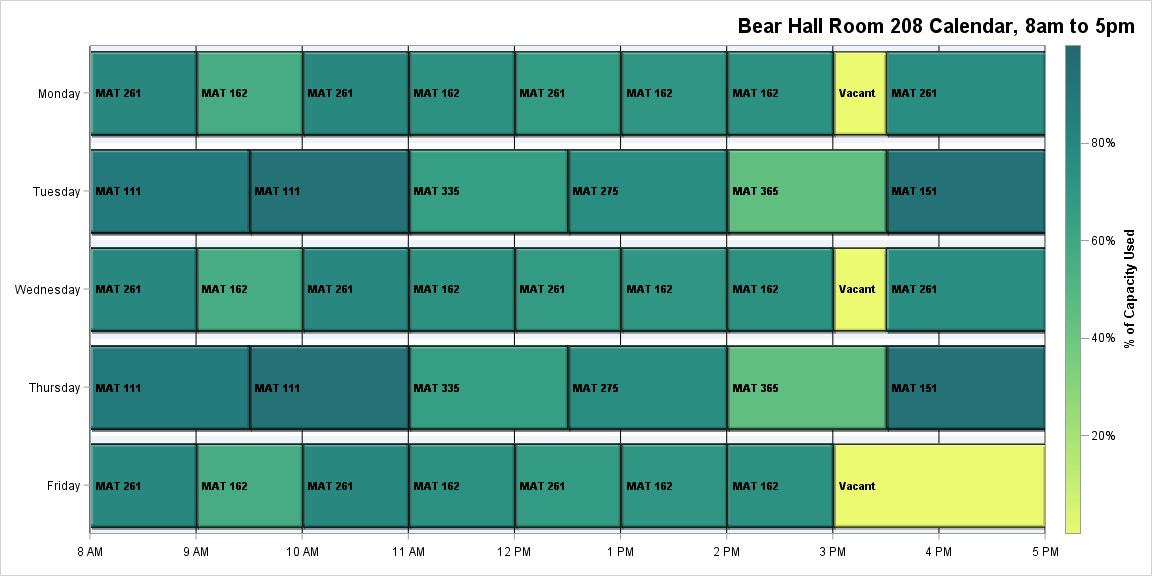 Bear Hall Room 208 Calendar, 8am to 5pm
Monday MAT 261 MAT 162 MAT 261 MAT 162 MAT 261 MAT 162 MAT 162 Vacant MAT 261
Tuesday MAT 111 MAT 111 MAT 335 MAT 275 MAT 365 MAT 151
Wednesday MAT 261 MAT 162 MAT 261 MAT 162 MAT 261 MAT 162 MAT 162 Vacant MAT 261
Thursday MAT 111 MAT 111 MAT 335 MAT 275 MAT 365 MAT 151
Friday MAT 261 MAT 162 MAT 261 MAT 162 MAT 261 MAT 162 MAT 162 Vacant
8 AM 9 AM 10 AM 11 AM 12 PM 1 PM 2 PM 3 PM 4 PM 5 PM
80%
60%
40%
20%
% of Capacity Used